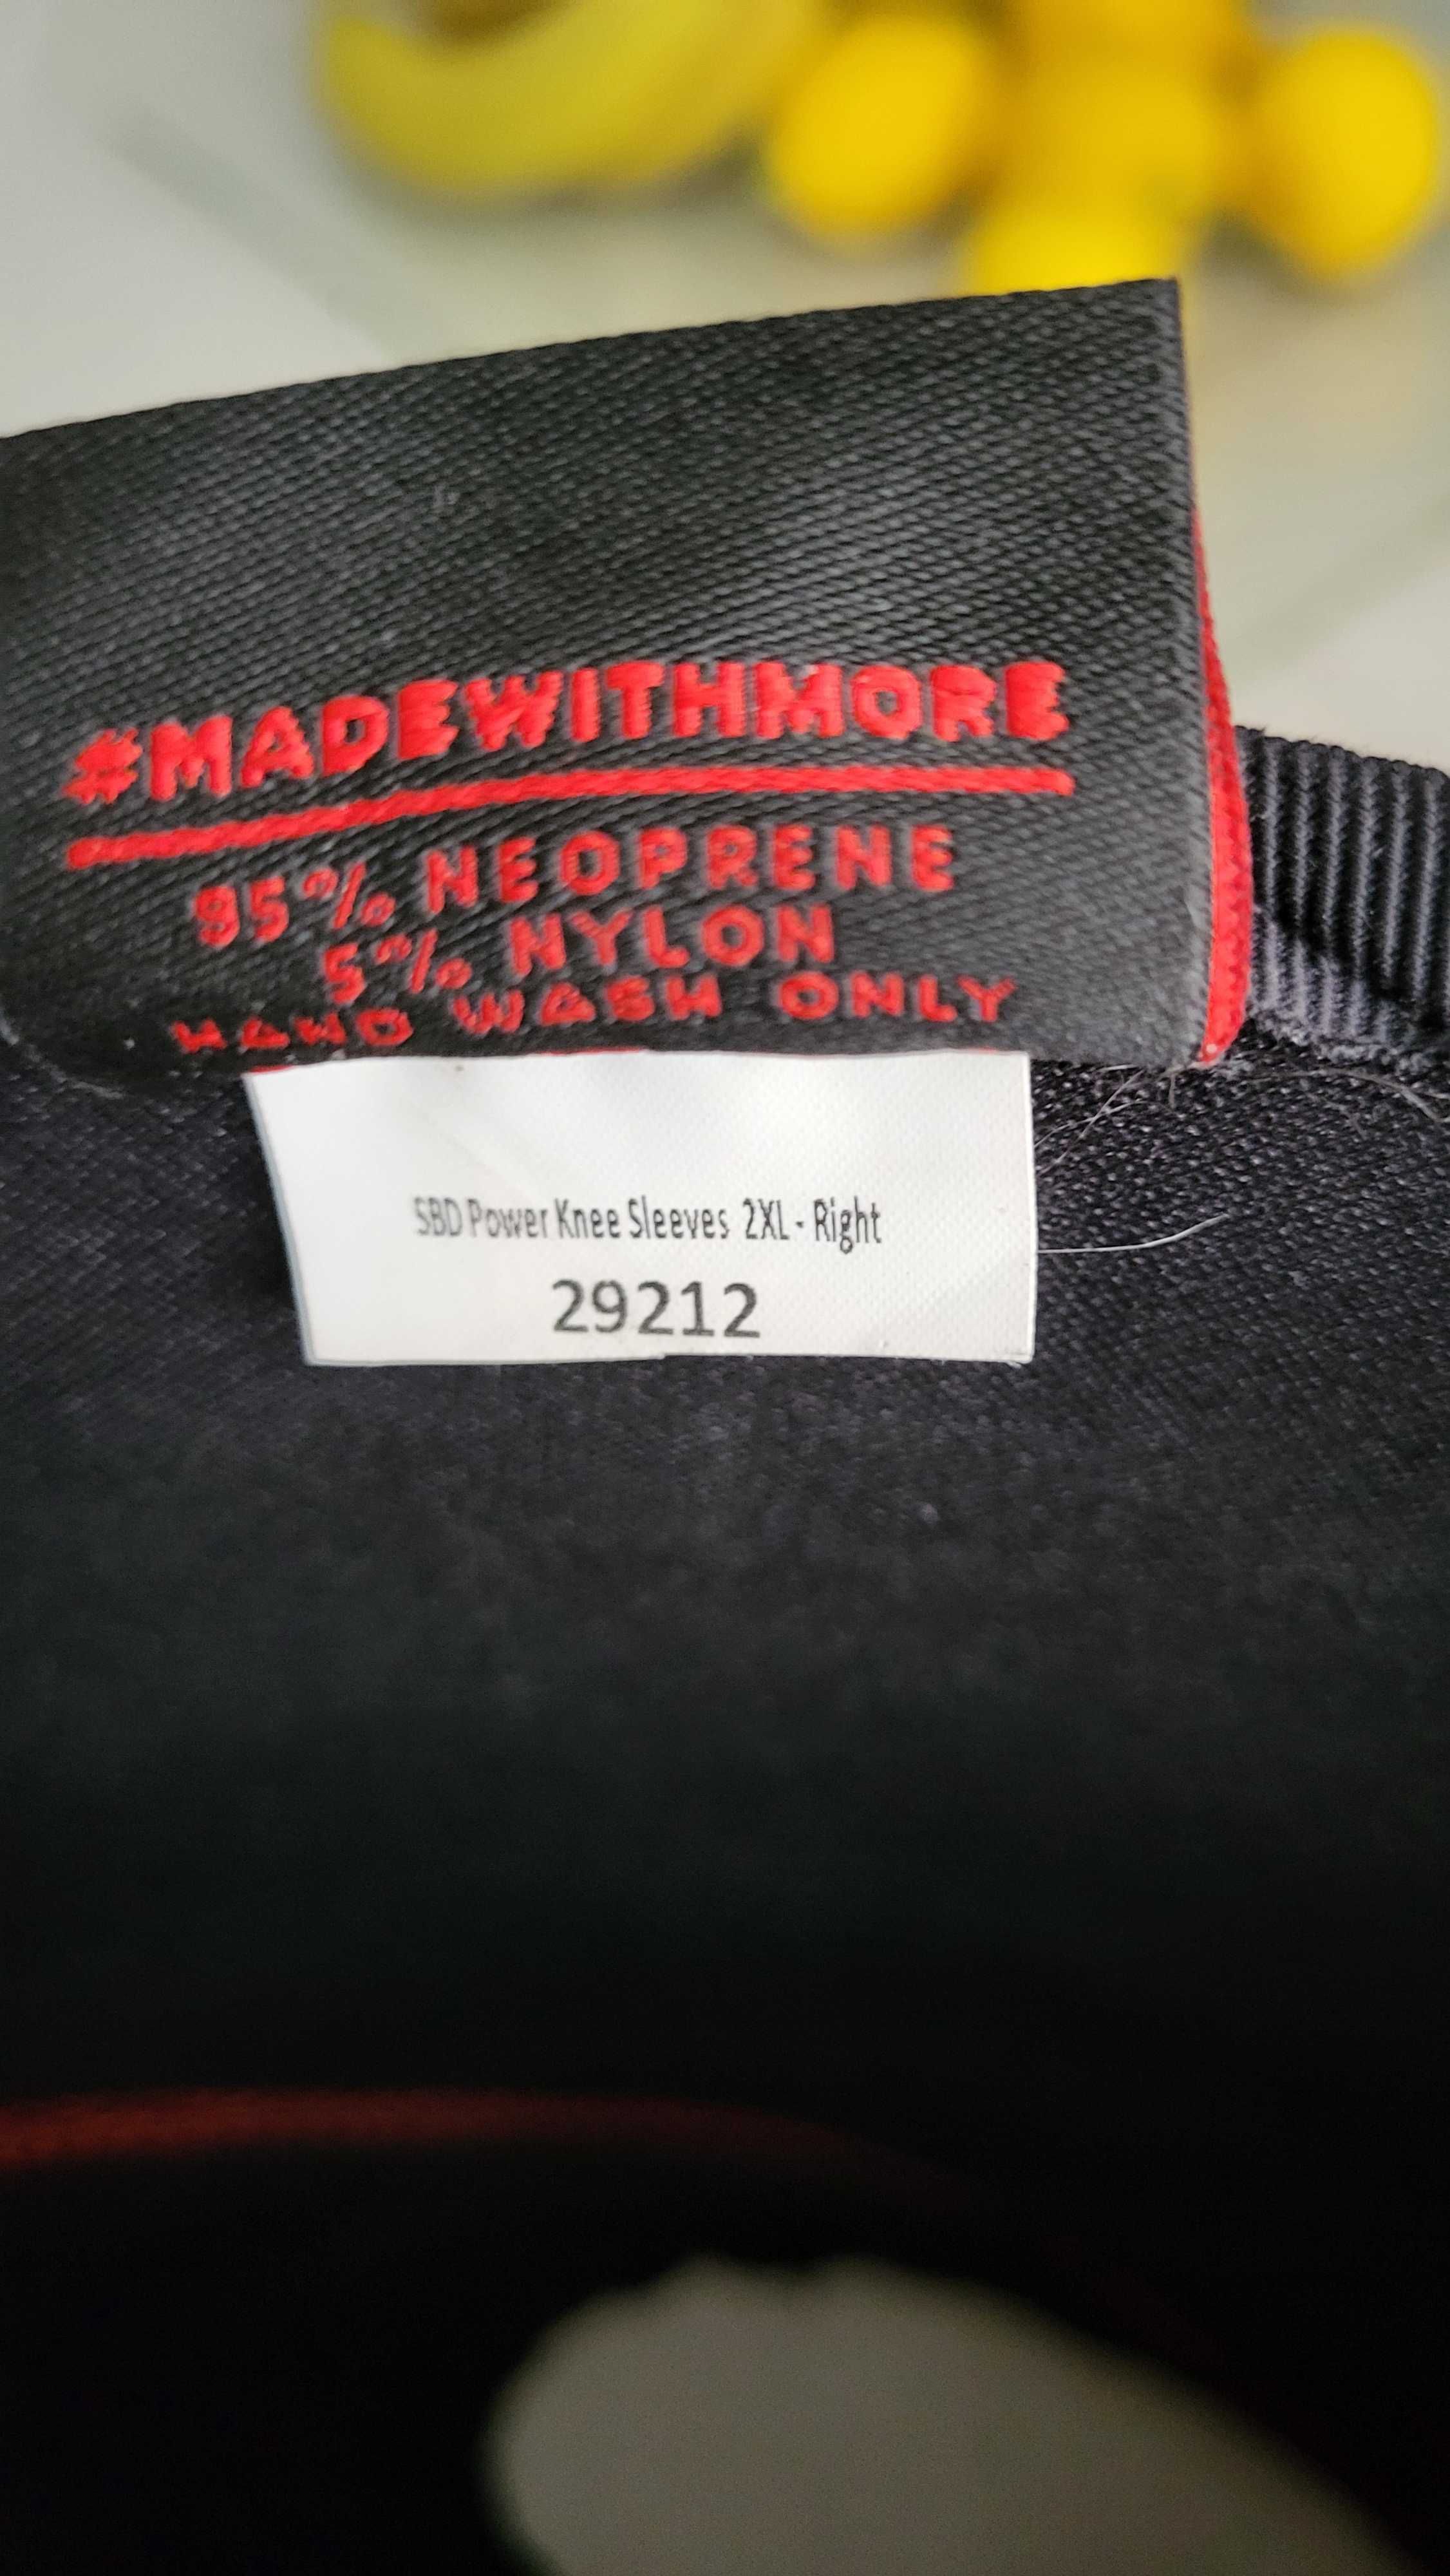 #MADEWITHMORE
95% NEOPRENE
5% NYLON
HAND WASH ONLY
SBD Power Knee Sleeves 2XL - Right
29212